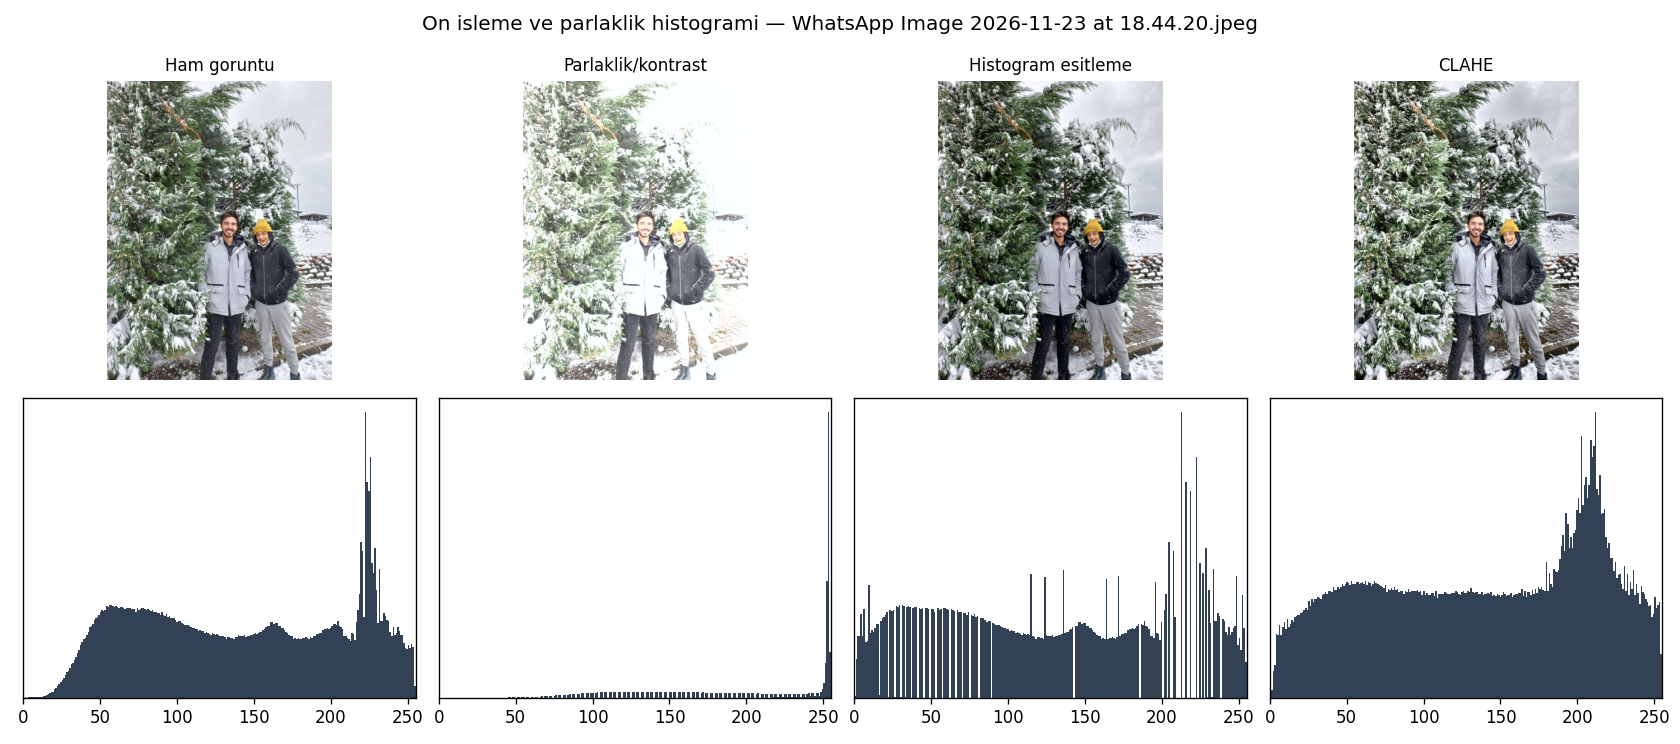 On isleme ve parlaklik histogrami — WhatsApp Image 2026-11-23 at 18.44.20.jpeg
Ham goruntu
Parlaklik/kontrast
Histogram esitleme
CLAHE
0 50 100 150 200 250
0 50 100 150 200 250
0 50 100 150 200 250
0 50 100 150 200 250